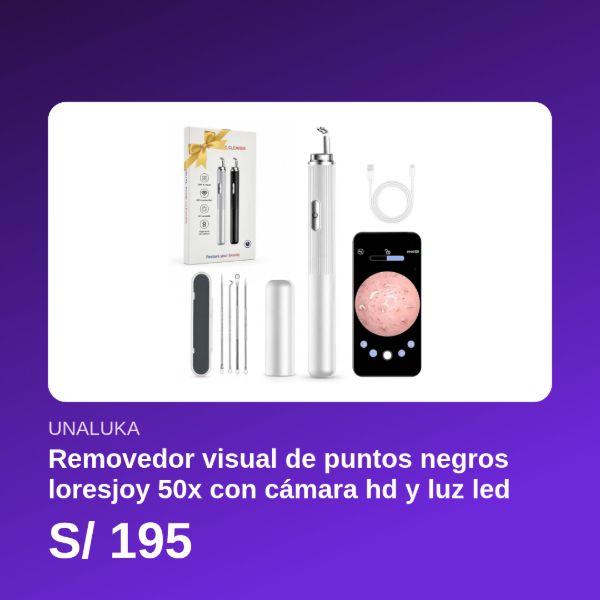 UNALUKA
Removedor visual de puntos negros
loresjoy 50x con cámara hd y luz led
S/ 195